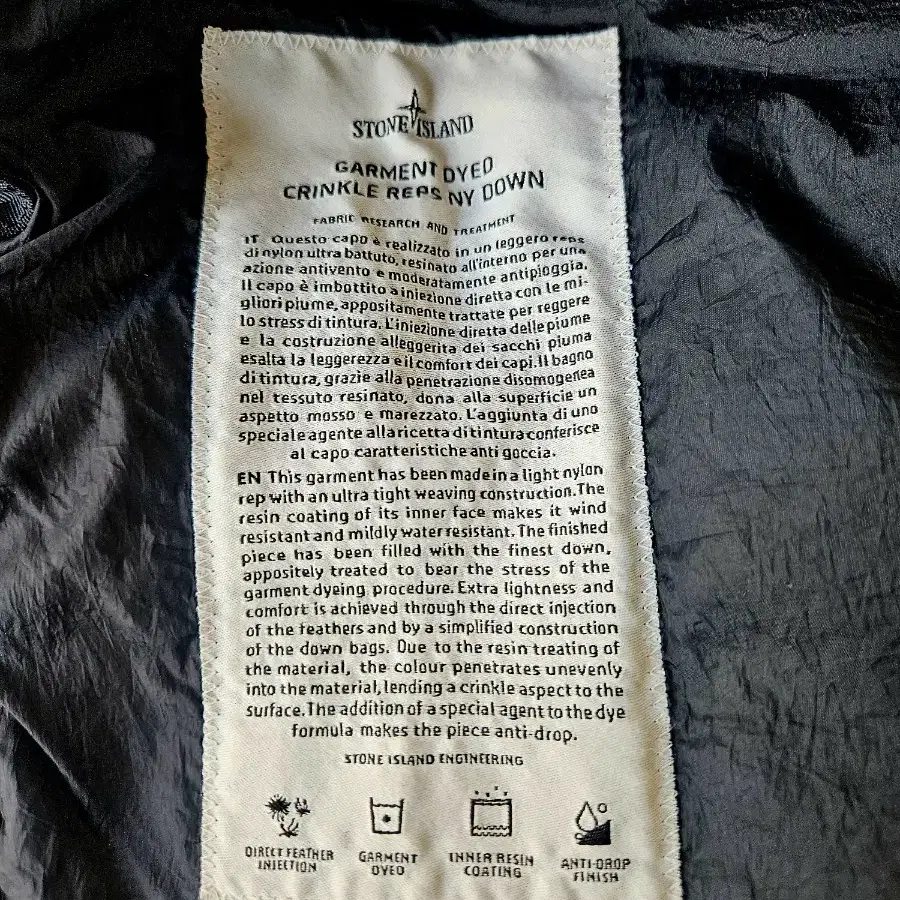 STONE ISLAND
GARMENT DYED
CRINKLE REPS NY DOWN
FABRIC RESEARCH AND TREATMENT
IT Questo capo è realizzato in un leggero reps
di nylon ultra battuto, resinato all'interno per una
azione antivento e moderatamente antipioggia.
Il capo è imbottito a iniezione diretta con le mi-
gliori piume, appositamente trattate per reggere
lo stress di tintura. L'iniezione diretta delle piume
e la costruzione alleggerita dei sacchi piuma
esalta la leggerezza e il comfort dei capi. Il bagno
di tintura, grazie alla penetrazione disomogenea
nel tessuto resinato, dona alla superficie un
aspetto mosso e marezzato. L'aggiunta di uno
speciale agente alla ricetta di tintura conferisce
al capo caratteristiche anti goccia.
EN This garment has been made in a light nylon
rep with an ultra tight weaving construction. The
resin coating of its inner face makes it wind
resistant and mildly water resistant. The finished
piece has been filled with the finest down,
appositely treated to bear the stress of the
garment dyeing procedure. Extra lightness and
comfort is achieved through the direct injection
of the feathers and by a simplified construction
of the down bags. Due to the resin treating of
the material, the colour penetrates unevenly
into the material, lending a crinkle aspect to the
surface. The addition of a special agent to the dye
formula makes the piece anti-drop.
STONE ISLAND ENGINEERING
DIRECT FEATHER
INJECTION
GARMENT
DYED
INNER RESIN
COATING
ANTI-DROP
FINISH